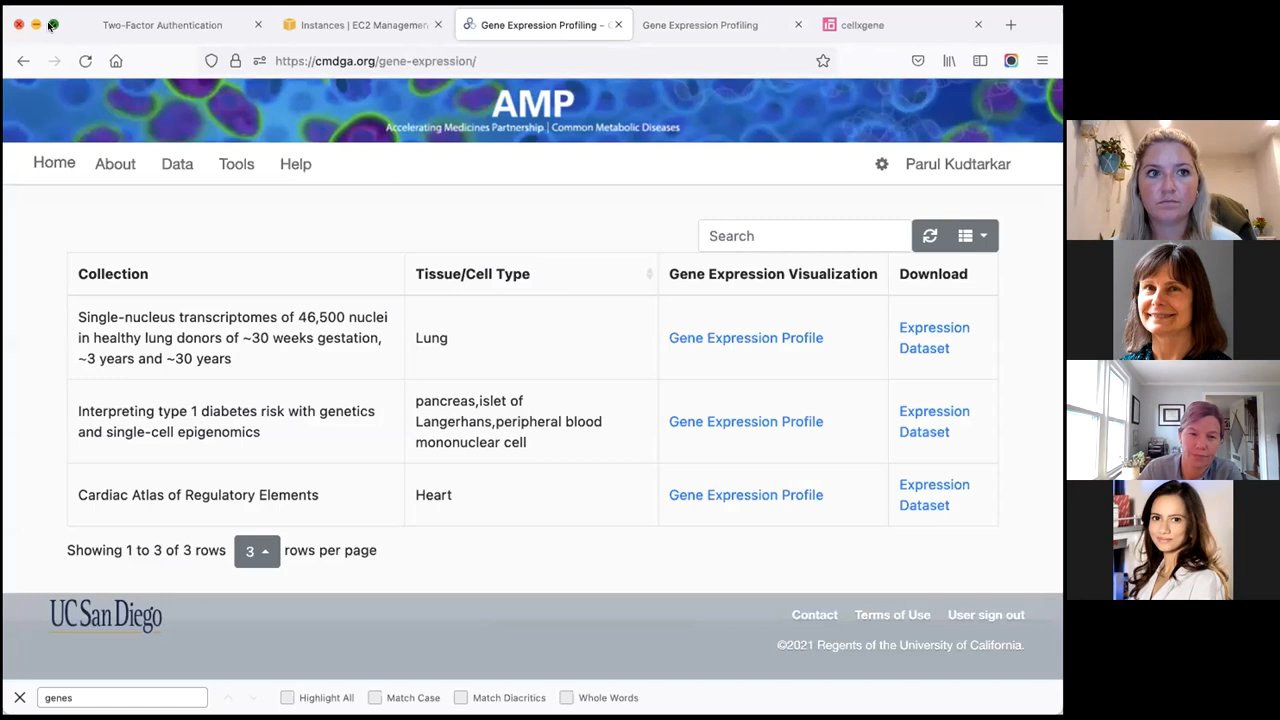 Two-Factor Authentication
Instances | EC2 Managemen
Gene Expression Profiling –
Gene Expression Profiling
cellxgene
https://cmdga.org/gene-expression/
AMP
Accelerating Medicines Partnership | Common Metabolic Diseases
Home About Data Tools Help Parul Kudtarkar
Search
Collection Tissue/Cell Type Gene Expression Visualization Download
Single-nucleus transcriptomes of 46,500 nuclei
in healthy lung donors of ~30 weeks gestation,
~3 years and ~30 years
Lung
Gene Expression Profile
Expression
Dataset
Interpreting type 1 diabetes risk with genetics
and single-cell epigenomics
pancreas,islet of
Langerhans,peripheral blood
mononuclear cell
Gene Expression Profile
Expression
Dataset
Cardiac Atlas of Regulatory Elements
Heart
Gene Expression Profile
Expression
Dataset
Showing 1 to 3 of 3 rows 3 rows per page
UC San Diego
Contact Terms of Use User sign out
©2021 Regents of the University of California.
genes Highlight All Match Case Match Diacritics Whole Words